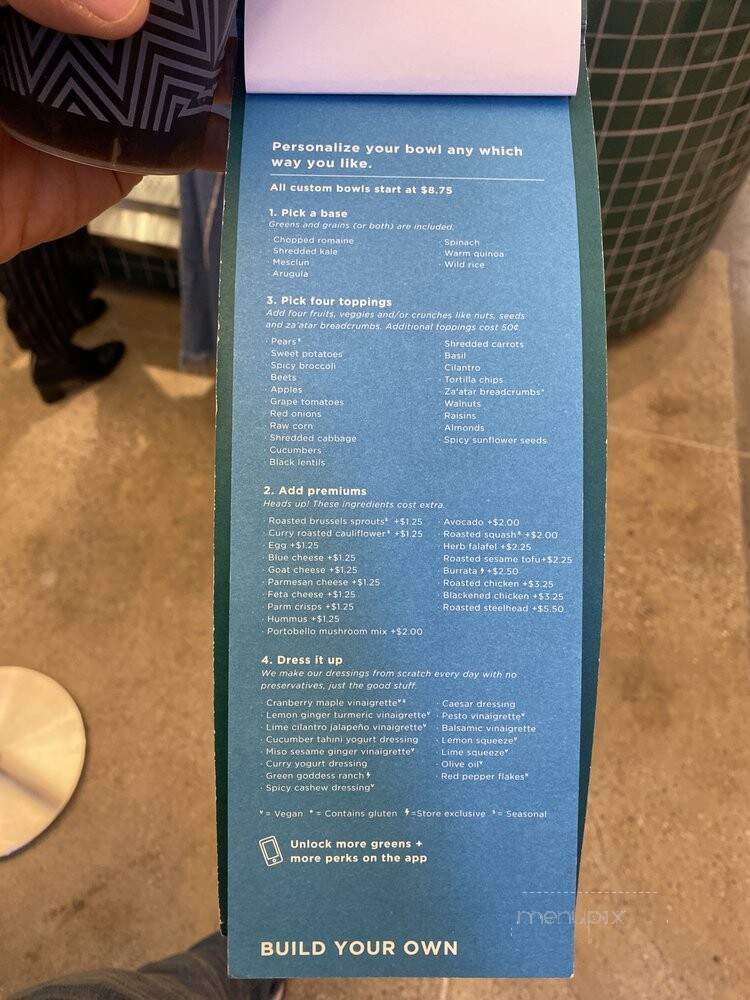 Personalize your bowl any which
way you like.
All custom bowls start at $8.75
1. Pick a base
Greens and grains (or both) are included.
· Chopped romaine
· Shredded kale
· Mesclun
· Arugula
· Spinach
· Warm quinoa
· Wild rice
3. Pick four toppings
Add four fruits, veggies and/or crunches like nuts, seeds
and za'atar breadcrumbs. Additional toppings cost 50¢.
· Pears$
· Sweet potatoes
· Spicy broccoli
· Beets
· Apples
· Grape tomatoes
· Red onions
· Raw corn
· Shredded cabbage
· Cucumbers
· Black lentils
· Shredded carrots
· Basil
· Cilantro
· Tortilla chips
· Za'atar breadcrumbs*
· Walnuts
· Raisins
· Almonds
· Spicy sunflower seeds
2. Add premiums
Heads up! These ingredients cost extra.
· Roasted brussels sprouts$ +$1.25
· Curry roasted cauliflower$ +$1.25
· Egg +$1.25
· Blue cheese +$1.25
· Goat cheese +$1.25
· Parmesan cheese +$1.25
· Feta cheese +$1.25
· Parm crisps +$1.25
· Hummus +$1.25
· Portobello mushroom mix +$2.00
· Avocado +$2.00
· Roasted squash$ +$2.00
· Herb falafel +$2.25
· Roasted sesame tofu+$2.25
· Burrata⚡+$2.50
· Roasted chicken +$3.25
· Blackened chicken +$3.25
· Roasted steelhead +$5.50
4. Dress it up
We make our dressings from scratch every day with no
preservatives, just the good stuff.
· Cranberry maple vinaigretteᵛ$
· Lemon ginger turmeric vinaigretteᵛ
· Lime cilantro jalapeño vinaigretteᵛ
· Cucumber tahini yogurt dressing
· Miso sesame ginger vinaigretteᵛ
· Curry yogurt dressing
· Green goddess ranch⚡
· Spicy cashew dressingᵛ
· Caesar dressing
· Pesto vinaigretteᵛ
· Balsamic vinaigrette
· Lemon squeezeᵛ
· Lime squeezeᵛ
· Olive oilᵛ
· Red pepper flakesᵛ
ᵛ= Vegan *= Contains gluten ⚡=Store exclusive $= Seasonal
Unlock more greens +
more perks on the app
BUILD YOUR OWN
menupix